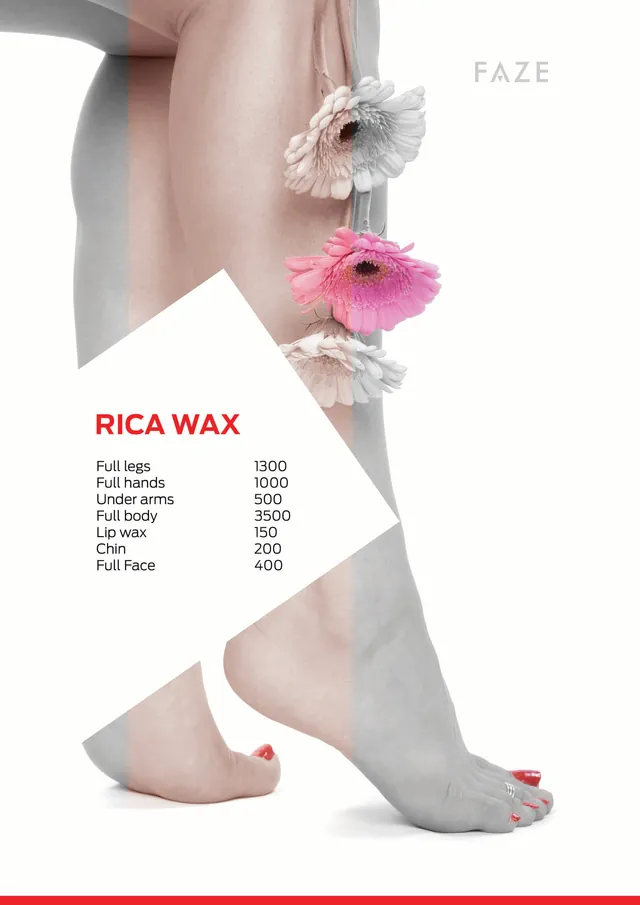 FAZE
RICA WAX
Full legs 1300
Full hands 1000
Under arms 500
Full body 3500
Lip wax 150
Chin 200
Full Face 400